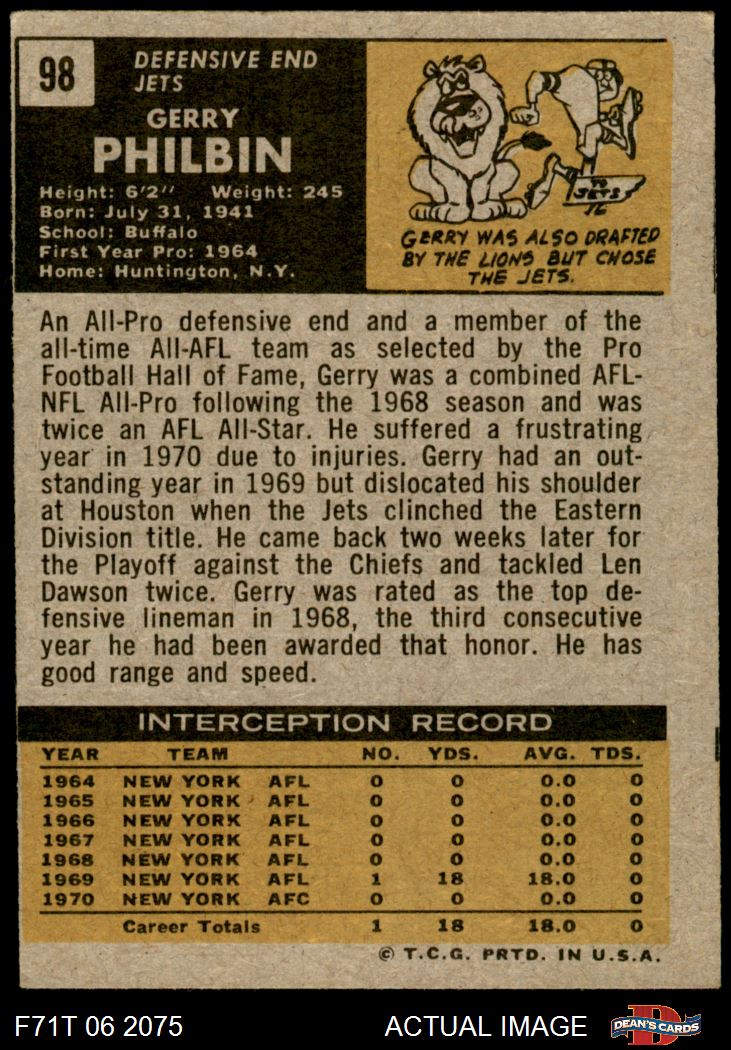 98
DEFENSIVE END
JETS
GERRY
PHILBIN
Height: 6'2" Weight: 245
Born: July 31, 1941
School: Buffalo
First Year Pro: 1964
Home: Huntington, N.Y.
TO
JETS
GERRY WAS ALSO DRAFTED
BY THE LIONS BUT CHOSE
THE JETS.
An All-Pro defensive end and a member of the
all-time All-AFL team as selected by the Pro
Football Hall of Fame, Gerry was a combined AFL-
NFL All-Pro following the 1968 season and was
twice an AFL All-Star. He suffered a frustrating
year in 1970 due to injuries. Gerry had an out-
standing year in 1969 but dislocated his shoulder
at Houston when the Jets clinched the Eastern
Division title. He came back two weeks later for
the Playoff against the Chiefs and tackled Len
Dawson twice. Gerry was rated as the top de-
fensive lineman in 1968, the third consecutive
year he had been awarded that honor. He has
good range and speed.
INTERCEPTION RECORD
YEAR TEAM NO. YDS. AVG. TDS.
1964 NEW YORK AFL 0 0 0.0 0
1965 NEW YORK AFL 0 0 0.0 0
1966 NEW YORK AFL 0 0 0.0 0
1967 NEW YORK AFL 0 0 0.0 0
1968 NEW YORK AFL 0 0 0.0 0
1969 NEW YORK AFL 1 18 18.0 0
1970 NEW YORK AFC 0 0 0.0 0
Career Totals 1 18 18.0 0
© T.C.G. PRTD. IN U.S.A.
F71T 06 2075 ACTUAL IMAGE D DEAN'S CARDS